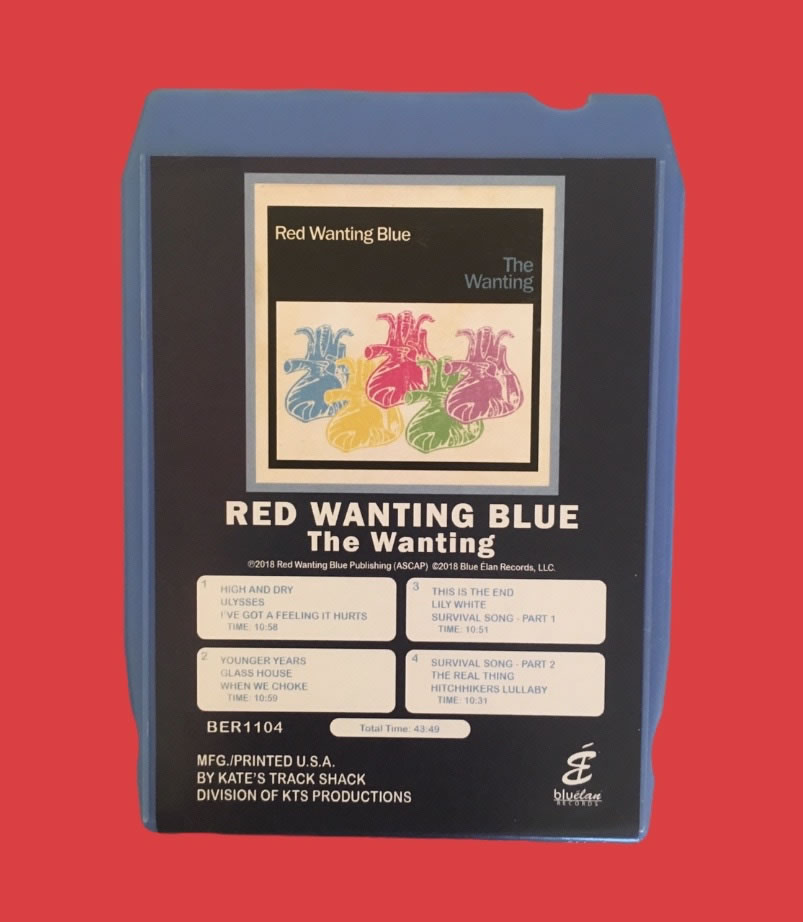 Red Wanting Blue
The
Wanting
RED WANTING BLUE
The Wanting
℗2018 Red Wanting Blue Publishing (ASCAP) ©2018 Blue Élan Records, LLC.
1 HIGH AND DRY
ULYSSES
I'VE GOT A FEELING IT HURTS
TIME: 10:58
2 YOUNGER YEARS
GLASS HOUSE
WHEN WE CHOKE
TIME: 10:59
3 THIS IS THE END
LILY WHITE
SURVIVAL SONG - PART 1
TIME: 10:51
4 SURVIVAL SONG - PART 2
THE REAL THING
HITCHHIKERS LULLABY
TIME: 10:31
BER1104
Total Time: 43:49
MFG./PRINTED U.S.A.
BY KATE'S TRACK SHACK
DIVISION OF KTS PRODUCTIONS
bluélan
RECORDS